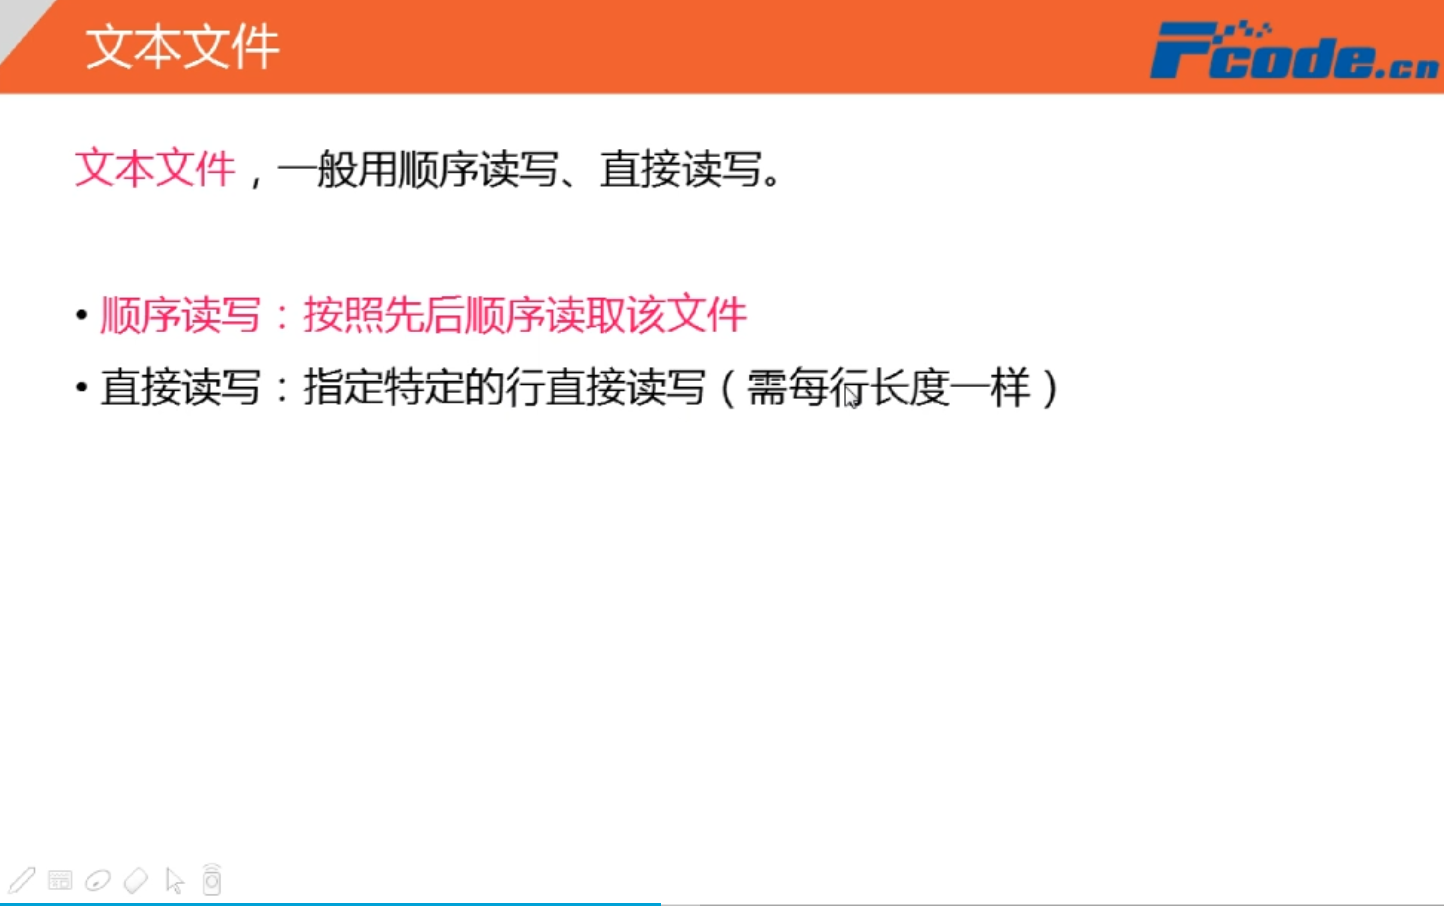 文本文件
Fcode.cn
文本文件，一般用顺序读写、直接读写。
• 顺序读写：按照先后顺序读取该文件
• 直接读写：指定特定的行直接读写（需每行长度一样）